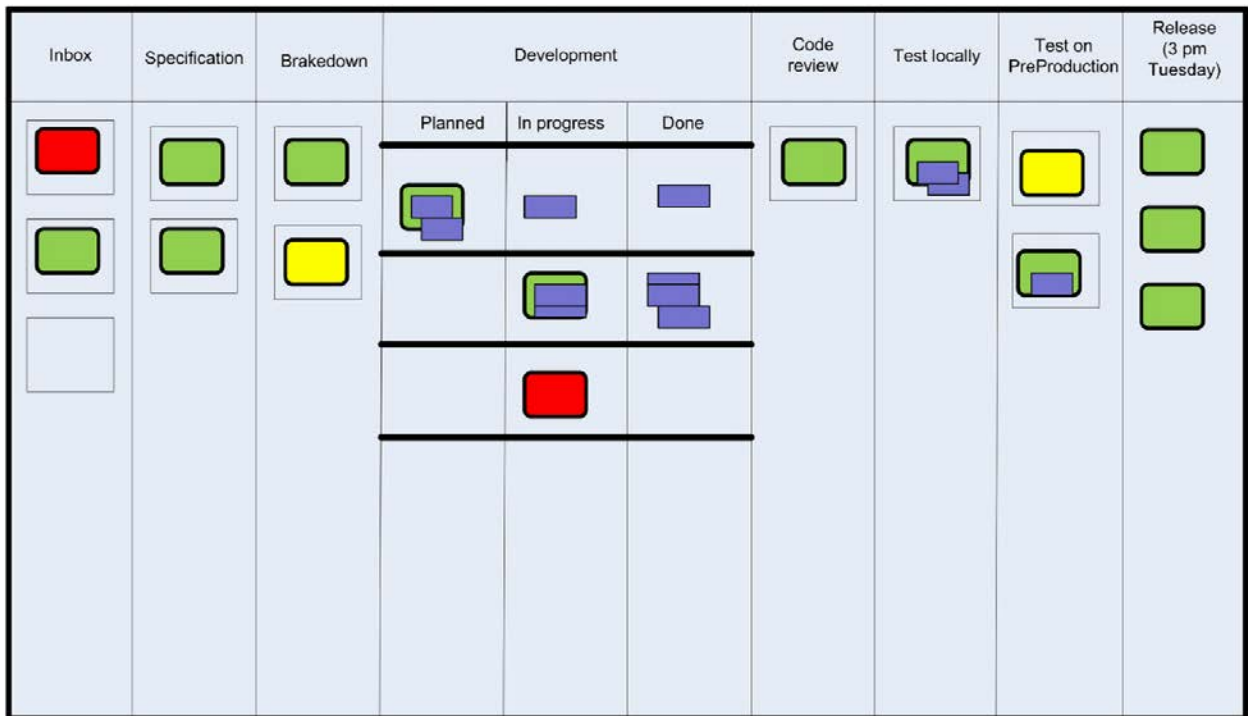 Inbox
Specification
Brakedown
Development
Code
review
Test locally
Test on
PreProduction
Release
(3 pm
Tuesday)
Planned
In progress
Done